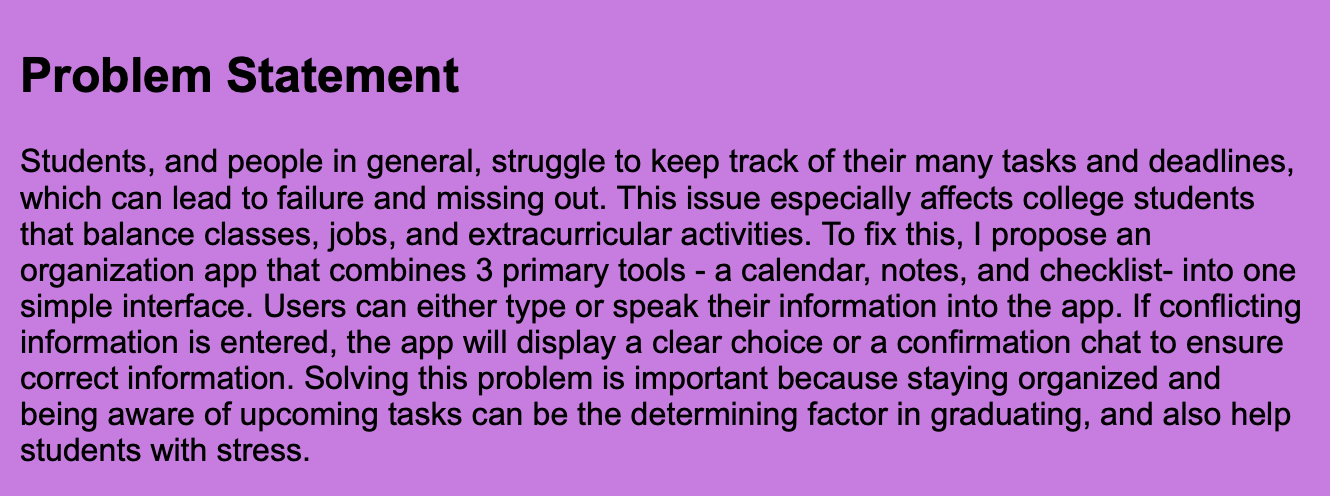 Problem Statement
Students, and people in general, struggle to keep track of their many tasks and deadlines,
which can lead to failure and missing out. This issue especially affects college students
that balance classes, jobs, and extracurricular activities. To fix this, I propose an
organization app that combines 3 primary tools - a calendar, notes, and checklist- into one
simple interface. Users can either type or speak their information into the app. If conflicting
information is entered, the app will display a clear choice or a confirmation chat to ensure
correct information. Solving this problem is important because staying organized and
being aware of upcoming tasks can be the determining factor in graduating, and also help
students with stress.